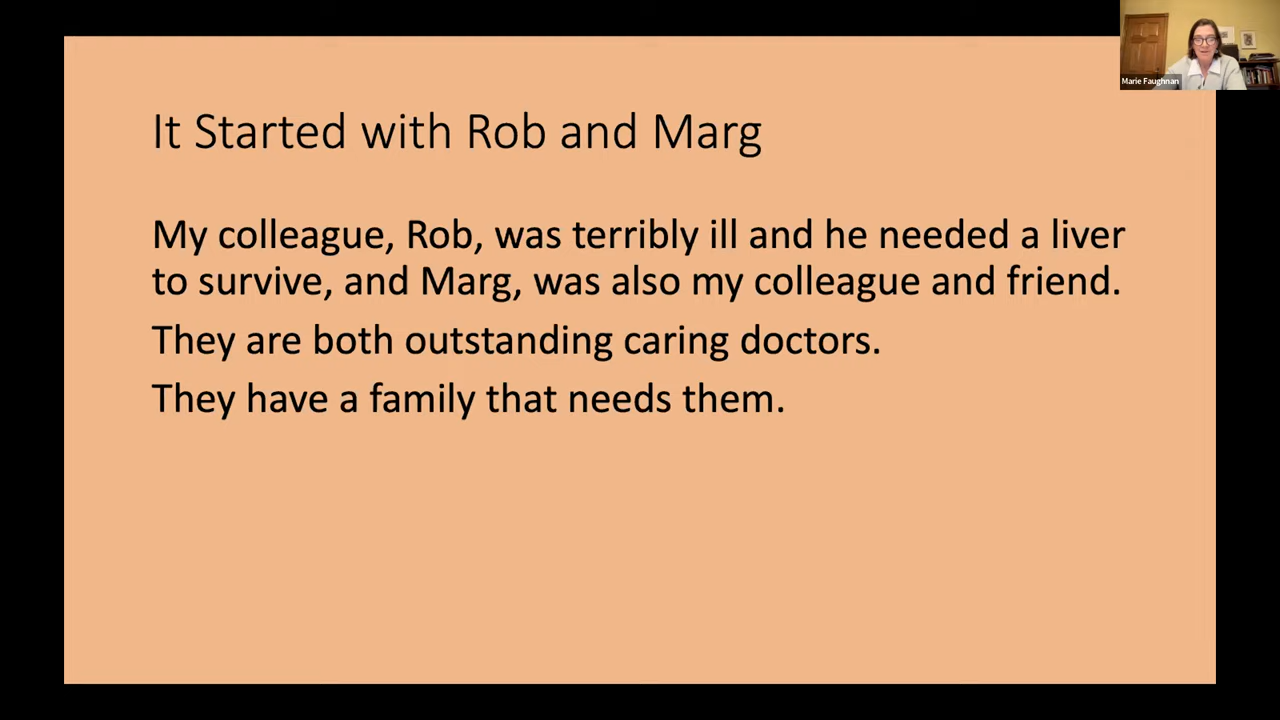 Marie Faughnan
It Started with Rob and Marg
My colleague, Rob, was terribly ill and he needed a liver
to survive, and Marg, was also my colleague and friend.
They are both outstanding caring doctors.
They have a family that needs them.